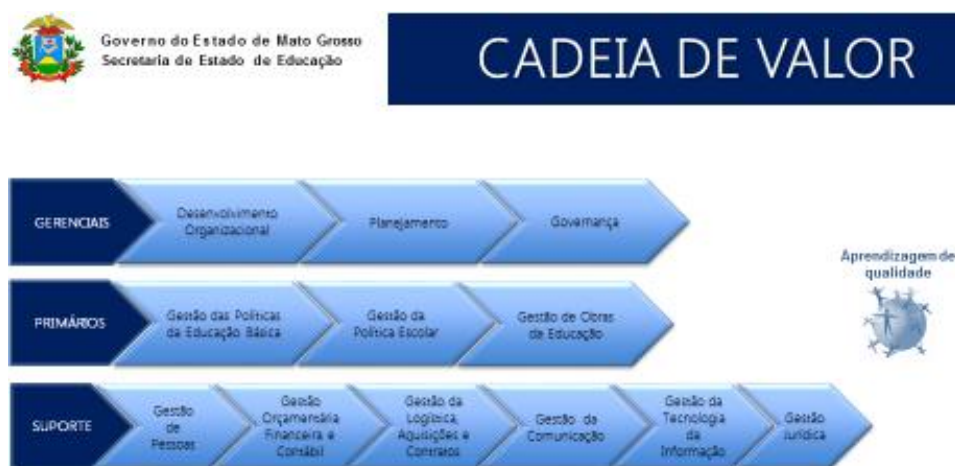 Governo do Estado de Mato Grosso
Secretaria de Estado de Educação
CADEIA DE VALOR
GERENCIAIS
Desenvolvimento
Organizacional
Planejamento
Governança
Aprendizagem de
qualidade
PRIMÁRIOS
Gestão das Políticas
da Educação Básica
Gestão da
Política Escolar
Gestão de Obras
da Educação
SUPORTE
Gestão
de
Pessoas
Gestão
Orçamentária
Financeira e
Contábil
Gestão da
Logística,
Aquisições e
Contratos
Gestão da
Comunicação
Gestão da
Tecnologia
da
Informação
Gestão
Jurídica